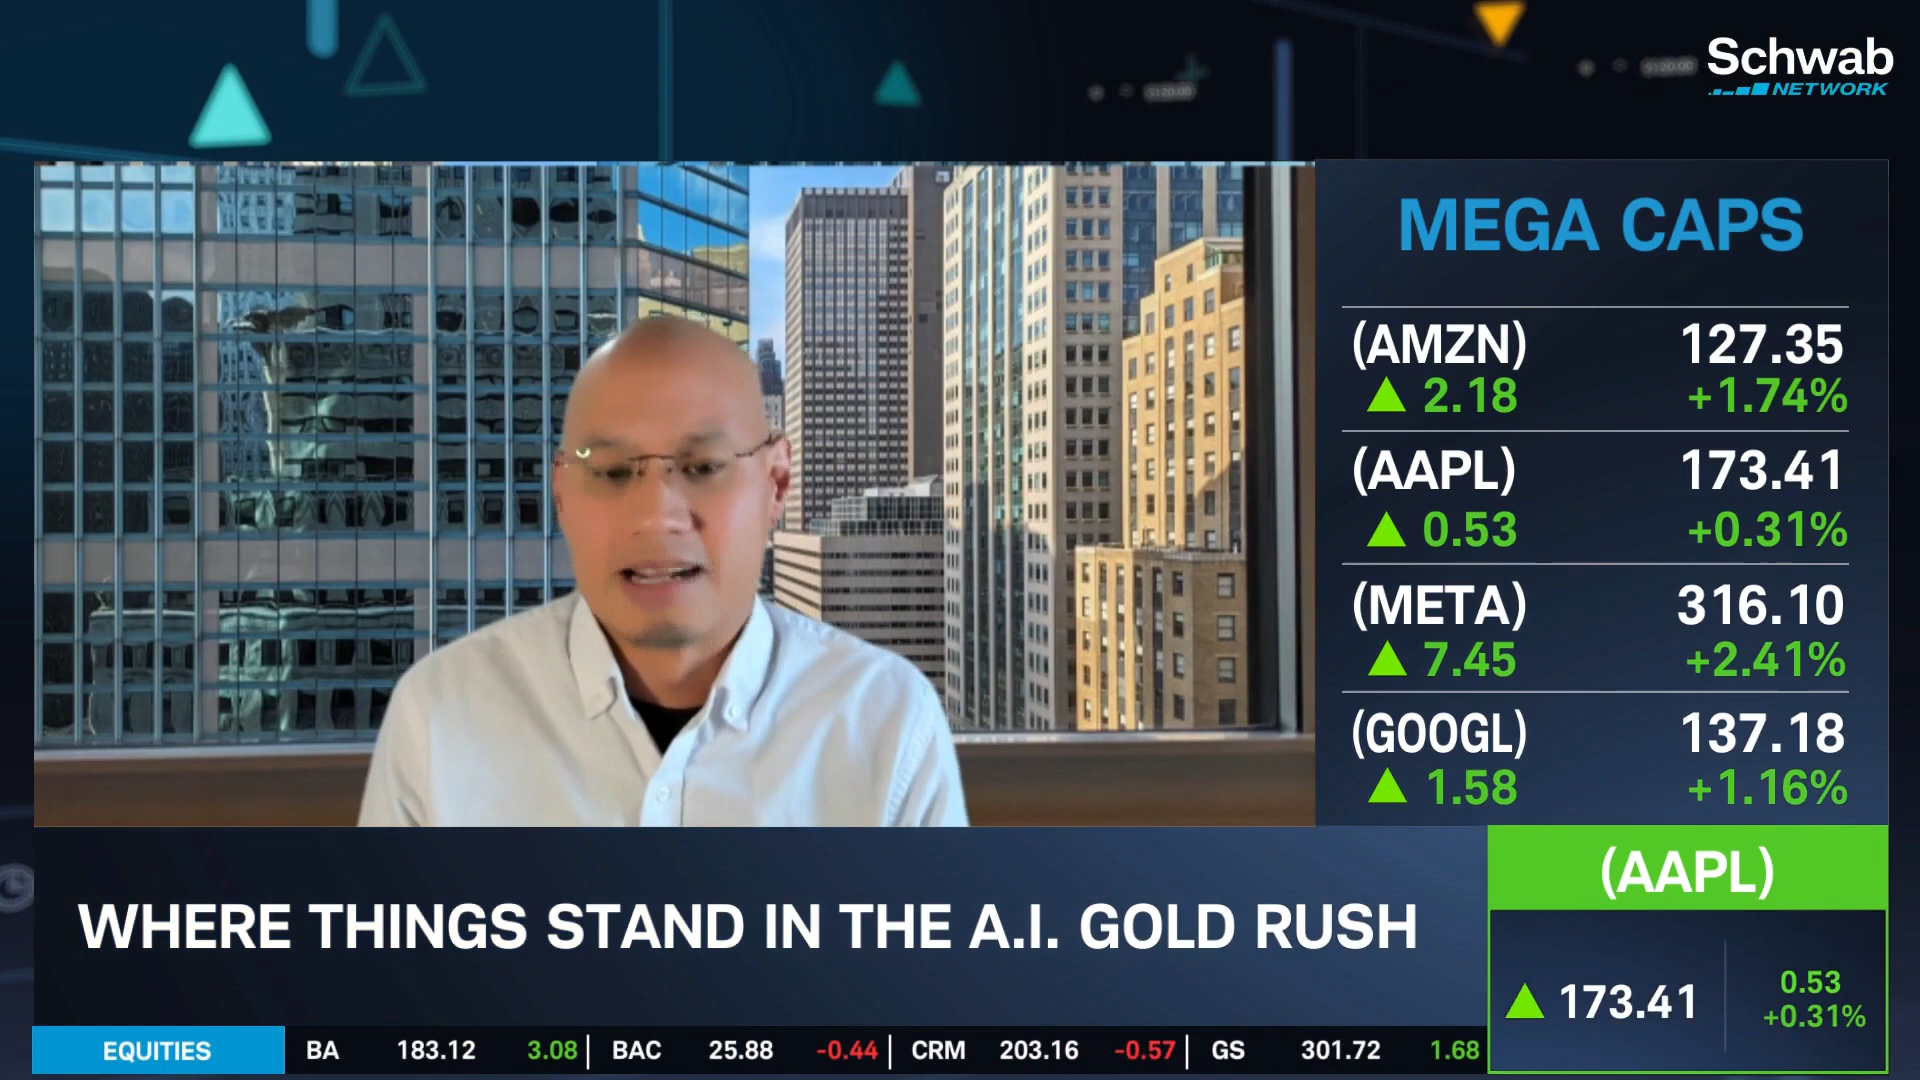 Schwab
NETWORK
MEGA CAPS
(AMZN) 127.35
▲ 2.18 +1.74%
(AAPL) 173.41
▲ 0.53 +0.31%
(META) 316.10
▲ 7.45 +2.41%
(GOOGL) 137.18
▲ 1.58 +1.16%
WHERE THINGS STAND IN THE A.I. GOLD RUSH
(AAPL)
▲ 173.41
0.53
+0.31%
EQUITIES BA 183.12 3.08 | BAC 25.88 -0.44 | CRM 203.16 -0.57 | GS 301.72 1.68